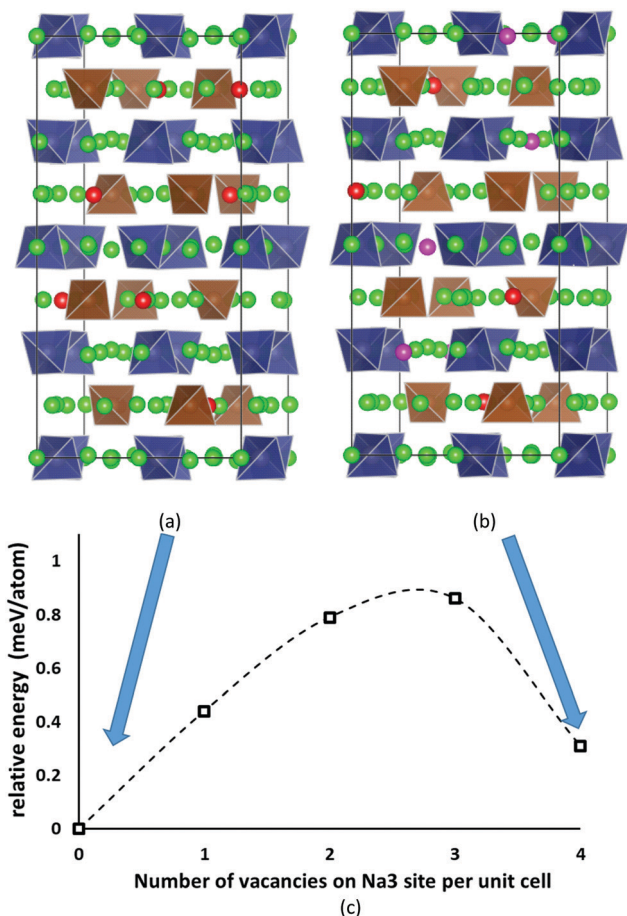 (a)
(b)
1
0.8
0.6
0.4
0.2
0
relative energy (meV/atom)
0 1 2 3 4
Number of vacancies on Na3 site per unit cell
(c)